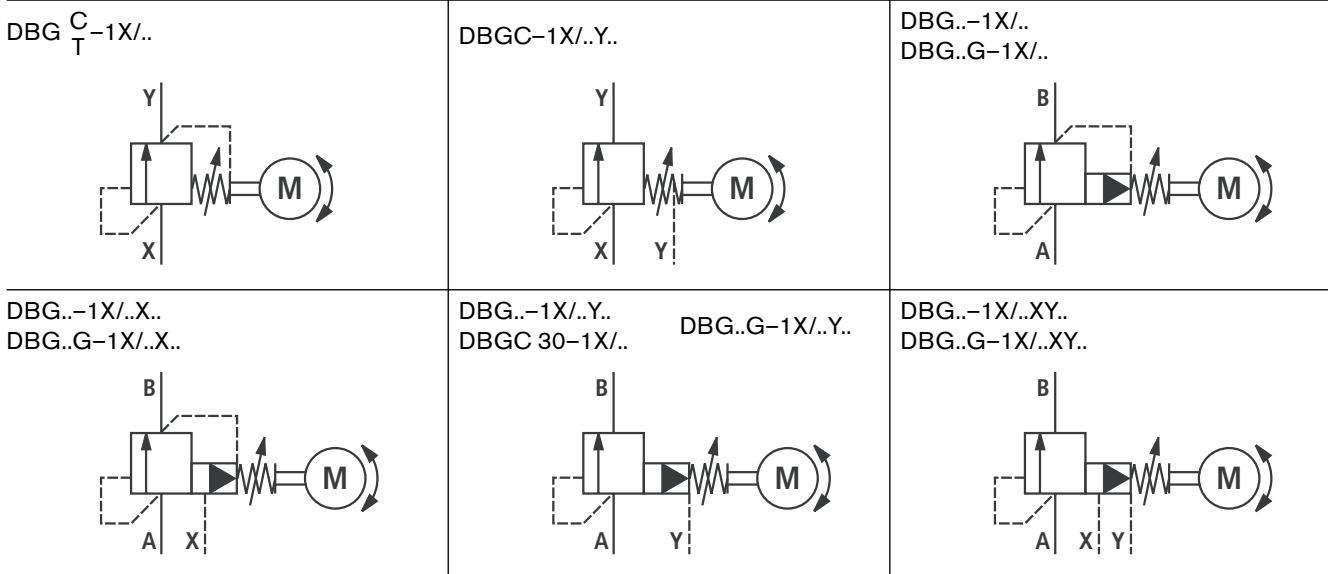 DBG C/T–1X/..
Y
M
X
DBGC–1X/..Y..
Y
M
X Y
DBG..–1X/..
DBG..G–1X/..
B
M
A
DBG..–1X/..X..
DBG..G–1X/..X..
B
M
A X
DBG..–1X/..Y..
DBGC 30–1X/..
DBG..G–1X/..Y..
B
M
A Y
DBG..–1X/..XY..
DBG..G–1X/..XY..
B
M
A X Y